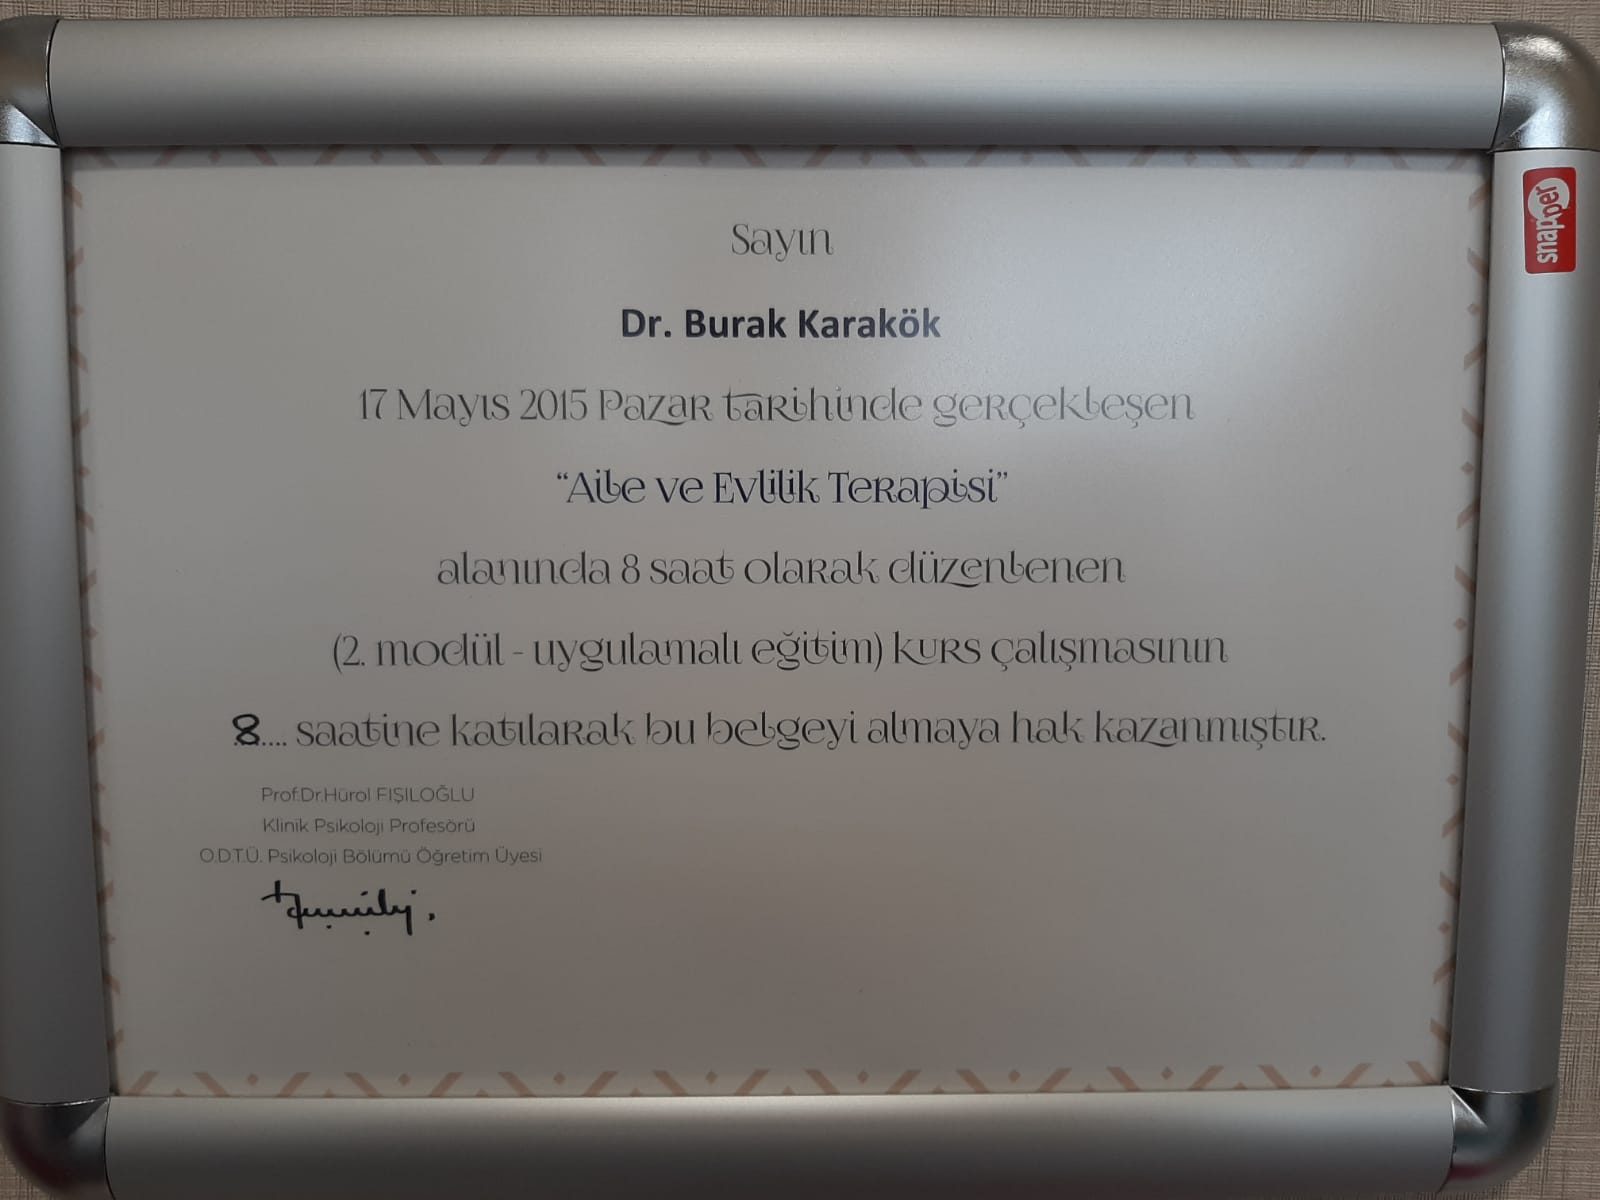 Sayın
Dr. Burak Karakök
17 Mayıs 2015 Pazar tarihinde gerçekleşen
“Aile ve Evlilik Terapisi”
alanında 8 saat olarak düzenlenen
(2. modül - uygulamalı eğitim) kurs çalışmasının
8.... saatine katılarak bu belgeyi almaya hak kazanmıştır.
Prof.Dr.Hürol FIŞILOĞLU
Klinik Psikoloji Profesörü
O.D.T.Ü. Psikoloji Bölümü Öğretim Üyesi
snapper